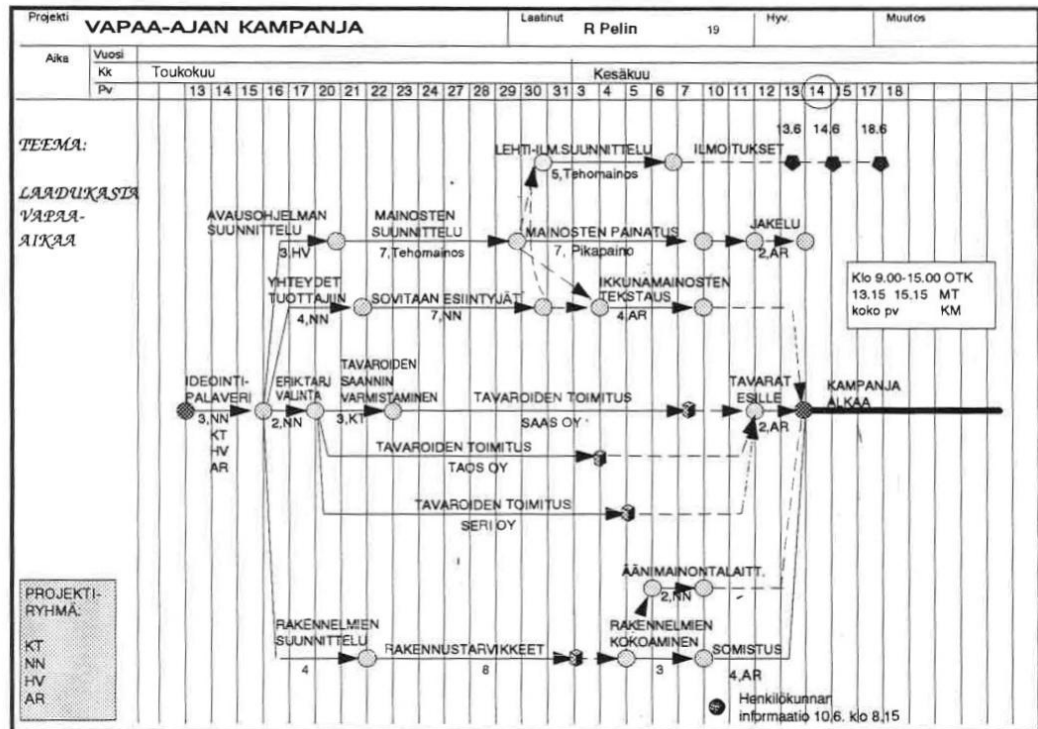 Projekti
VAPAA-AJAN KAMPANJA
Laatinut
R Pelin 19
Hyv.
Muutos
Aika
Vuosi
Kk
Toukokuu
Kesäkuu
Pv
13 14 15 16 17 20 21 22 23 24 27 28 29 30 31 3 4 5 6 7 10 11 12 13 14 15 17 18
13.6 14.6 18.6
TEEMA:
LAADUKASTA
VAPAA-
AIKAA
LEHTI-ILM.SUUNNITTELU
5,Tehomainos
ILMOITUKSET
AVAUSOHJELMAN
SUUNNITTELU
3,HV
MAINOSTEN
SUUNNITTELU
7,Tehomainos
MAINOSTEN PAINATUS
7, Pikapaino
JAKELU
2,AR
YHTEYDET
TUOTTAJIIN
4,NN
SOVITAAN ESIINTYJÄT
7,NN
IKKUNAMAINOSTEN
TEKSTAUS
4,AR
Klo 9.00-15.00 OTK
13.15 15.15 MT
koko pv KM
IDEOINTI-
PALAVERI
3,NN
KT
HV
AR
ERIKTARJ
VALINTA
2,NN
TAVAROIDEN
SAANNIN
VARMISTAMINEN
3,KT
TAVAROIDEN TOIMITUS
SAAS OY
TAVARAT
ESILLE
2,AR
KAMPANJA
ALKAA
TAVAROIDEN TOIMITUS
TAOS OY
TAVAROIDEN TOIMITUS
SERI OY
ÄÄNIMAINONTALAITT.
2,NN
RAKENNELMIEN
SUUNNITTELU
4
RAKENNUSTARVIKKEET
8
RAKENNELMIEN
KOKOAMINEN
3
SOMISTUS
4,AR
PROJEKTI-
RYHMÄ:
KT
NN
HV
AR
Henkilökunnan
informaatio 10.6. klo 8.15